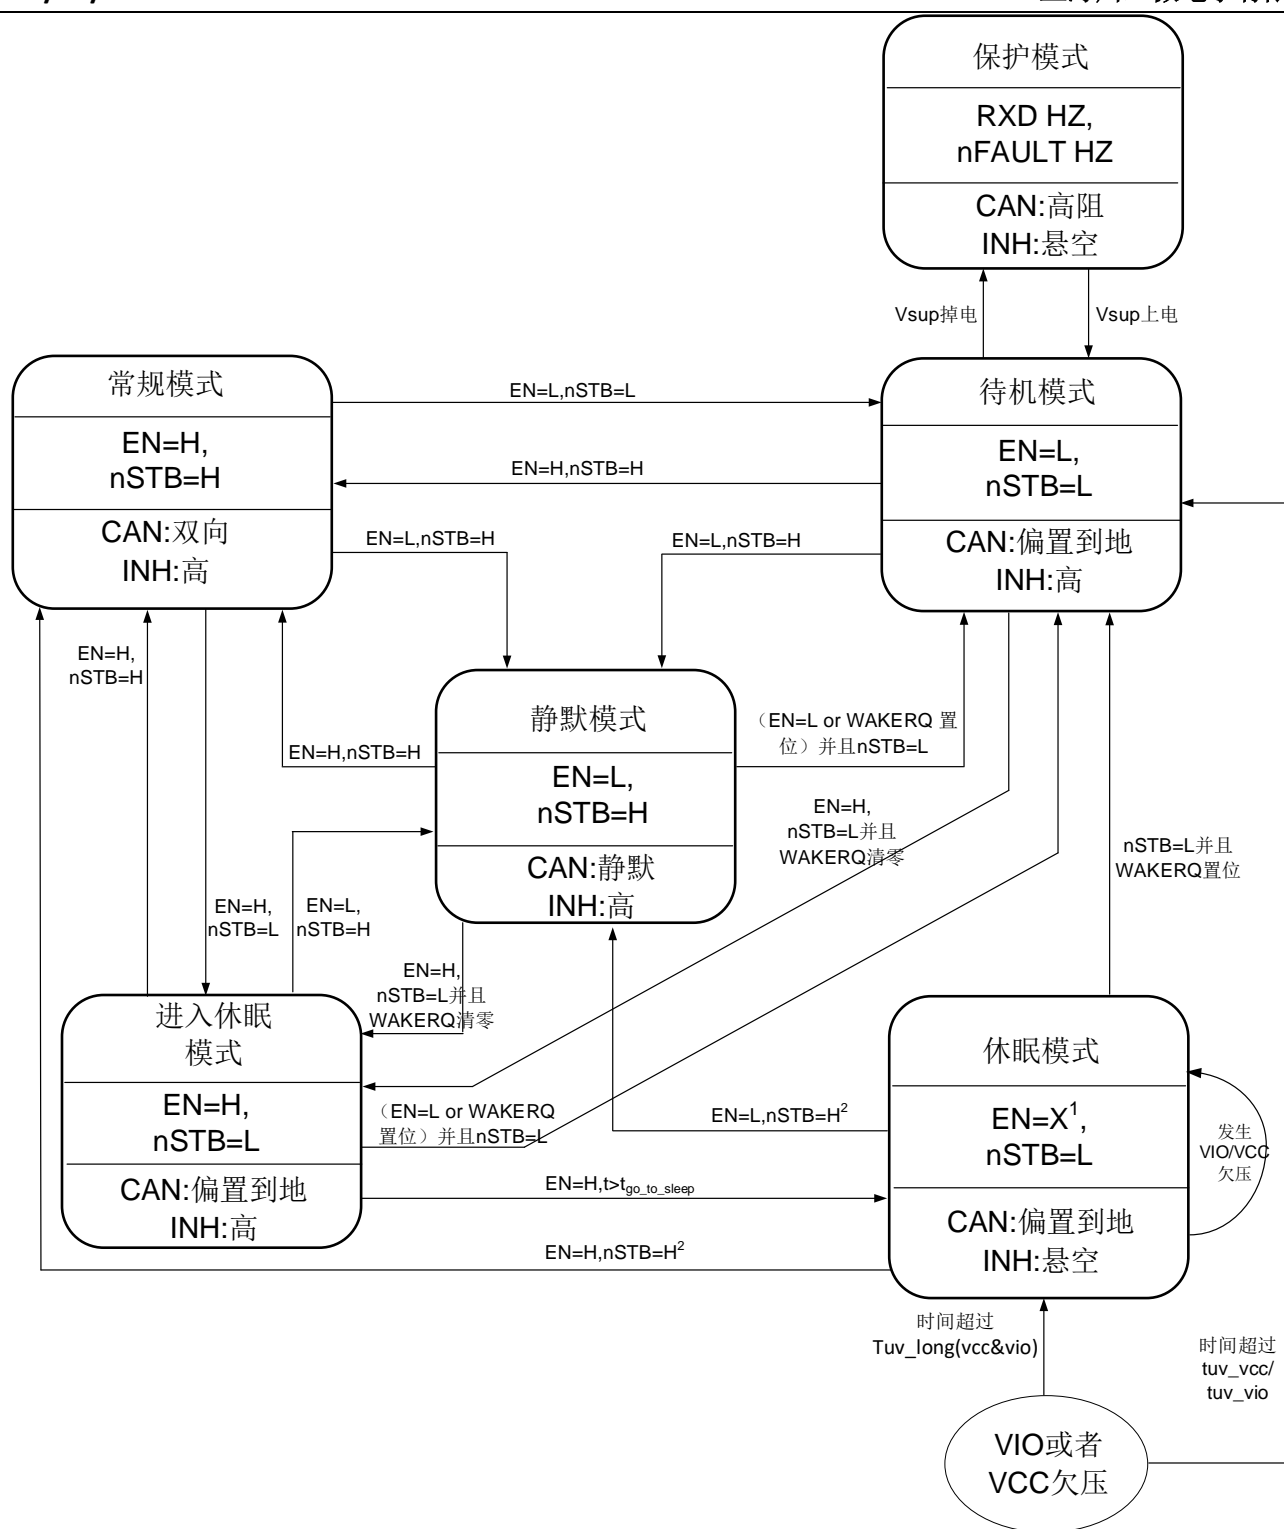 保护模式
RXD HZ,
nFAULT HZ
CAN:高阻
INH:悬空
Vsup掉电
Vsup上电
常规模式
EN=H,
nSTB=H
CAN:双向
INH:高
EN=L,nSTB=L
EN=H,nSTB=H
待机模式
EN=L,
nSTB=L
CAN:偏置到地
INH:高
EN=L,nSTB=H
EN=L,nSTB=H
EN=H,
nSTB=H
静默模式
EN=L,
nSTB=H
CAN:静默
INH:高
EN=H,nSTB=H
（EN=L or WAKERQ 置
位）并且nSTB=L
EN=H,
nSTB=L并且
WAKERQ清零
nSTB=L并且
WAKERQ置位
EN=H,
nSTB=L
EN=L,
nSTB=H
EN=H,
nSTB=L并且
WAKERQ清零
进入休眠
模式
EN=H,
nSTB=L
CAN:偏置到地
INH:高
（EN=L or WAKERQ
置位）并且nSTB=L
EN=L,nSTB=H²
EN=H,t>tgo_to_sleep
EN=H,nSTB=H²
休眠模式
EN=X¹,
nSTB=L
CAN:偏置到地
INH:悬空
发生
VIO/VCC
欠压
时间超过
Tuv_long(vcc&vio)
时间超过
tuv_vcc/
tuv_vio
VIO或者
VCC欠压